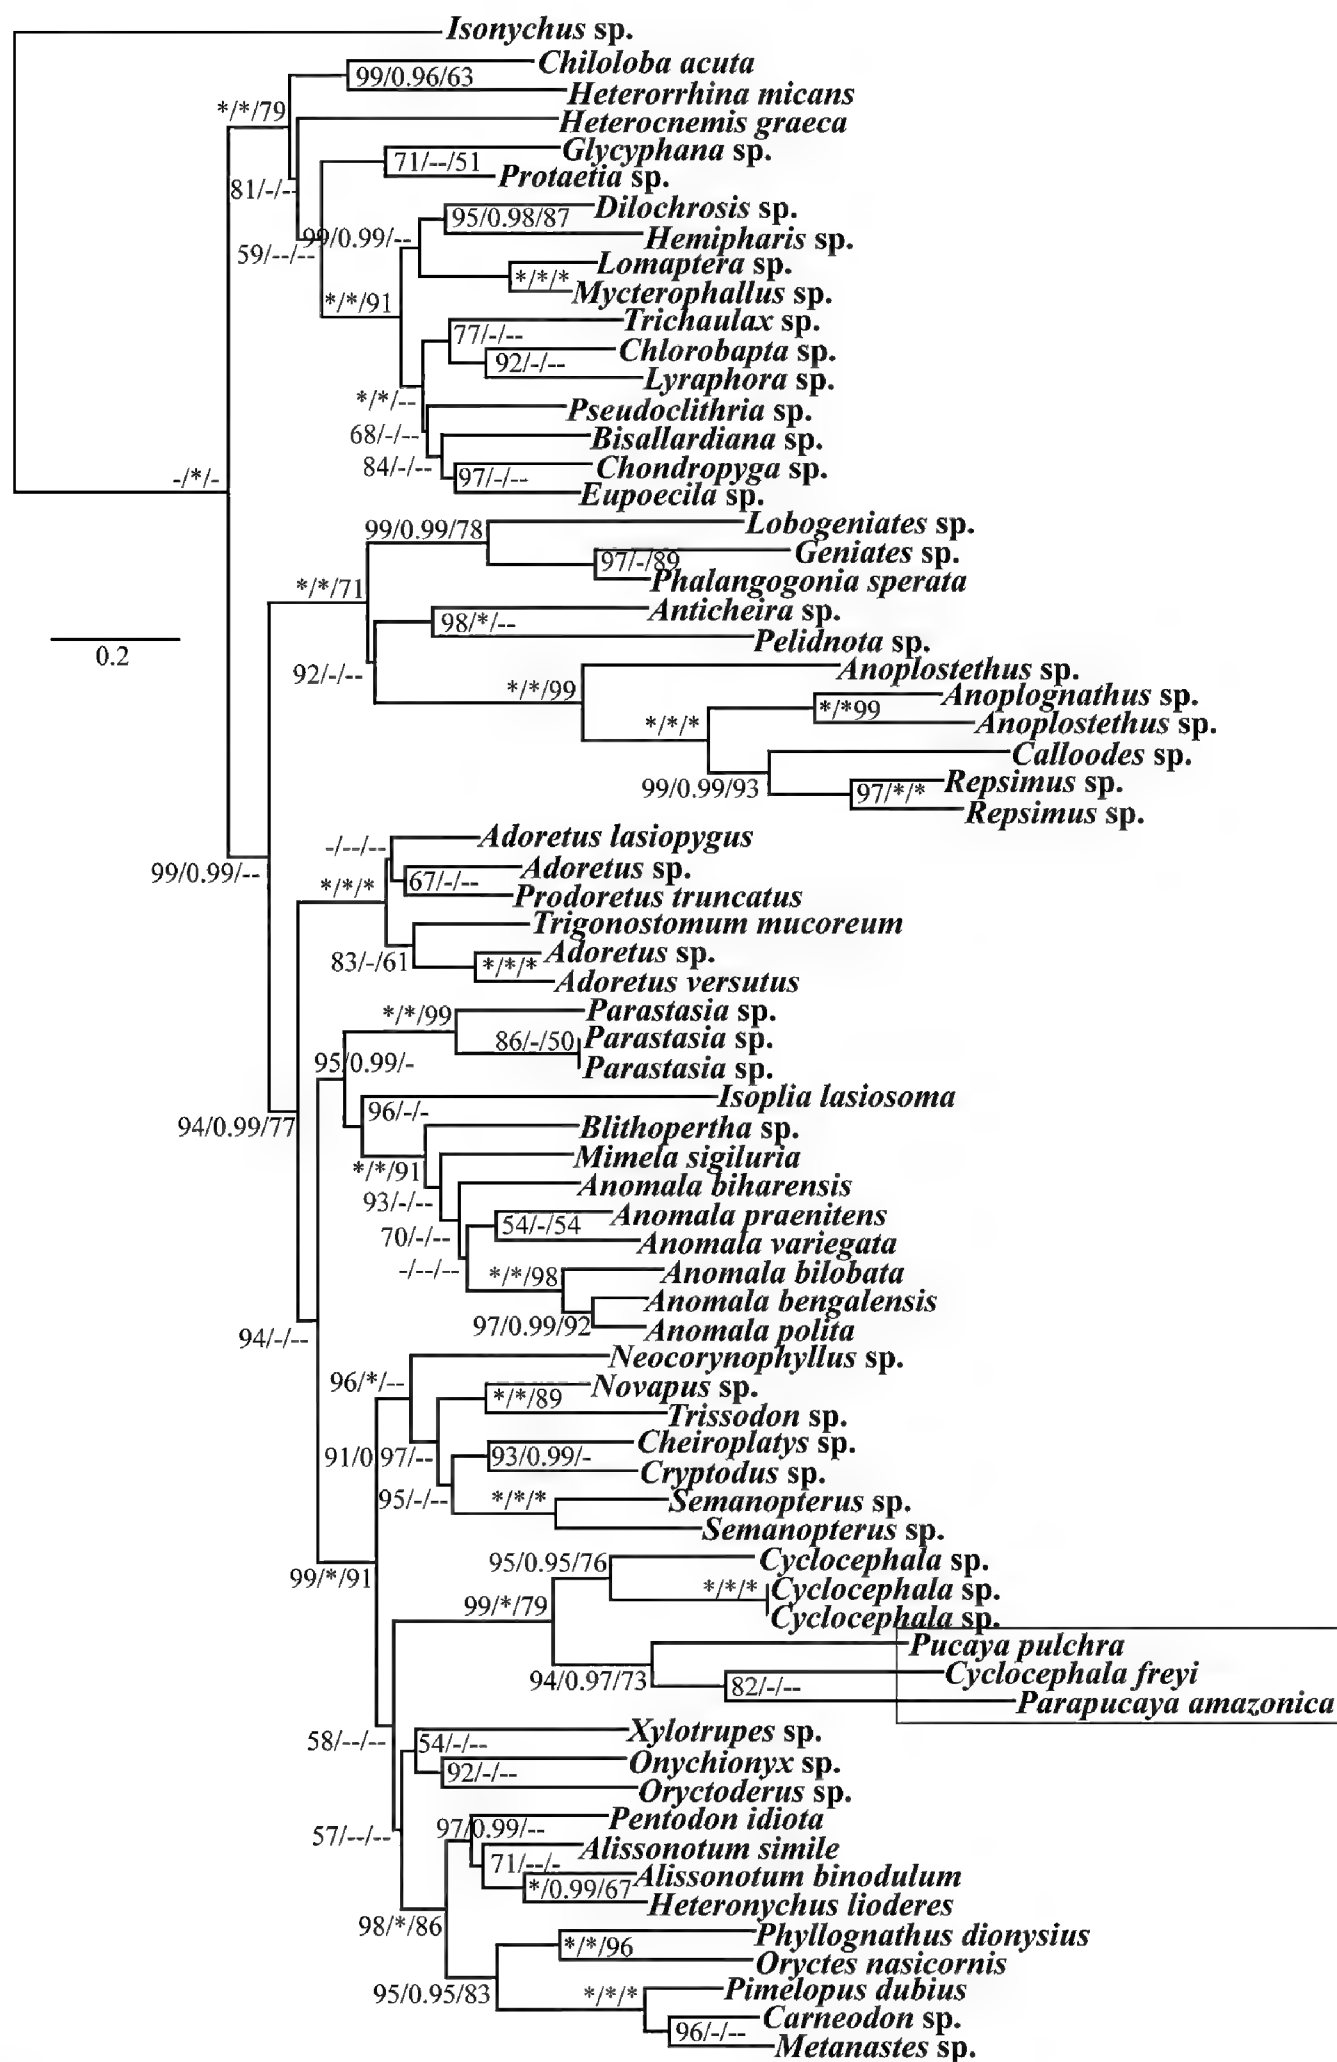 Isonychus sp.
Chiloloba acuta
99/0.96/63
Heterorrhina micans
*/*/79
Heterocnemis graeca
Glycyphana sp.
71/--/51
Protaetia sp.
81/-/--
Dilochrosis sp.
95/0.98/87
Hemipharis sp.
99/0.99/--
59/--/--
Lomaptera sp.
*/*/*
Mycterophallus sp.
*/*/91
Trichaulax sp.
77/-/--
Chlorobapta sp.
92/-/--
Lyraphora sp.
*/*/--
Pseudoclithria sp.
68/-/--
Bisallardiana sp.
84/-/--
Chondropyga sp.
97/-/--
Eupoecila sp.
-/*/-
Lobogeniates sp.
99/0.99/78
Geniates sp.
97/-/89
Phalangogonia sperata
*/*/71
Anticheira sp.
98/*/--
Pelidnota sp.
0.2
92/-/--
Anoplostethus sp.
*/*/99
Anoplognathus sp.
*/*99
Anoplostethus sp.
*/*/*
Calloodes sp.
99/0.99/93
Repsimus sp.
97/*/*
Repsimus sp.
Adoretus lasiopygus
-/--/--
Adoretus sp.
99/0.99/--
*/*/*
67/-/--
Prodoretus truncatus
Trigonostomum mucoreum
83/-/61
Adoretus sp.
*/*/*
Adoretus versutus
Parastasia sp.
*/*/99
86/-/50
Parastasia sp.
Parastasia sp.
95/0.99/-
Isoplia lasiosoma
96/-/-
94/0.99/77
Blithopertha sp.
Mimela sigiluria
*/*/91
Anomala biharensis
93/-/--
Anomala praenitens
54/-/54
70/-/--
Anomala variegata
-/--/--
Anomala bilobata
*/*/98
Anomala bengalensis
97/0.99/92
Anomala polita
94/-/--
Neocorynophyllus sp.
96/*/--
Novapus sp.
*/*/89
Trissodon sp.
Cheiroplatys sp.
91/0.97/--
93/0.99/-
Cryptodus sp.
95/-/--
*/*/*
Semanopterus sp.
Semanopterus sp.
95/0.95/76
Cyclocephala sp.
99/*/91
*/*/*
Cyclocephala sp.
99/*/79
Cyclocephala sp.
Pucaya pulchra
94/0.97/73
Cyclocephala freyi
82/-/--
Parapucaya amazonica
58/--/--
Xylotrupes sp.
54/-/--
Onychionyx sp.
92/-/--
Oryctoderus sp.
Pentodon idiota
57/--/--
97/0.99/--
Alissonotum simile
71/--/-
Alissonotum binodulum
*/0.99/67
Heteronychus lioderes
98/*/86
Phyllognathus dionysius
*/*/96
Oryctes nasicornis
95/0.95/83
*/*/*
Pimelopus dubius
Carneodon sp.
96/-/--
Metanastes sp.